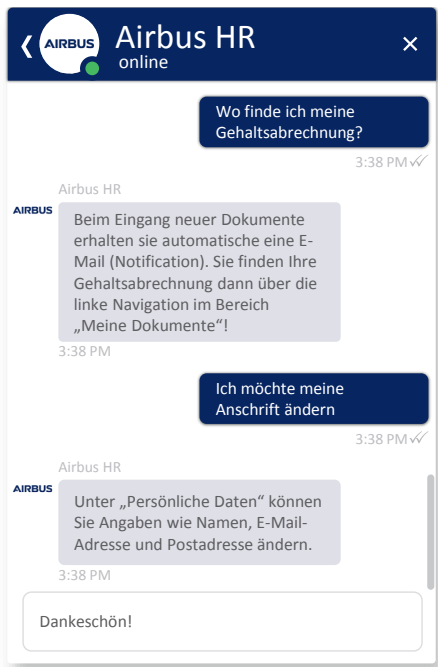 AIRBUS
Airbus HR
online
Wo finde ich meine
Gehaltsabrechnung?
3:38 PM
Airbus HR
AIRBUS
Beim Eingang neuer Dokumente
erhalten sie automatische eine E-
Mail (Notification). Sie finden Ihre
Gehaltsabrechnung dann über die
linke Navigation im Bereich
„Meine Dokumente“!
3:38 PM
Ich möchte meine
Anschrift ändern
3:38 PM
Airbus HR
AIRBUS
Unter „Persönliche Daten“ können
Sie Angaben wie Namen, E-Mail-
Adresse und Postadresse ändern.
3:38 PM
Dankeschön!